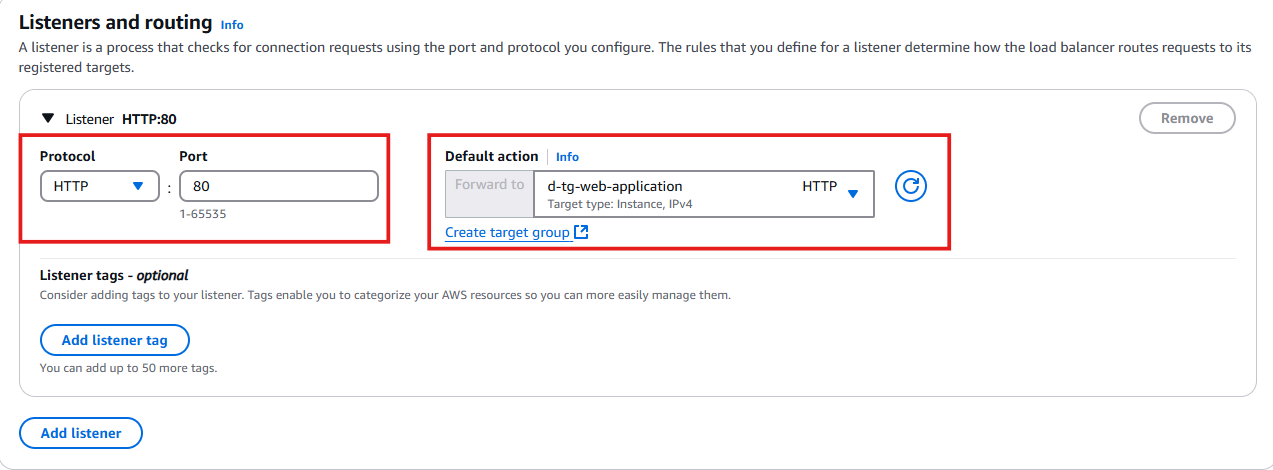 Listeners and routing Info
A listener is a process that checks for connection requests using the port and protocol you configure. The rules that you define for a listener determine how the load balancer routes requests to its
registered targets.
Listener HTTP:80
Remove
Protocol
Port
HTTP
:
80
1-65535
Default action
Info
Forward to
d-tg-web-application
HTTP
Target type: Instance, IPv4
Create target group
Listener tags - optional
Consider adding tags to your listener. Tags enable you to categorize your AWS resources so you can more easily manage them.
Add listener tag
You can add up to 50 more tags.
Add listener